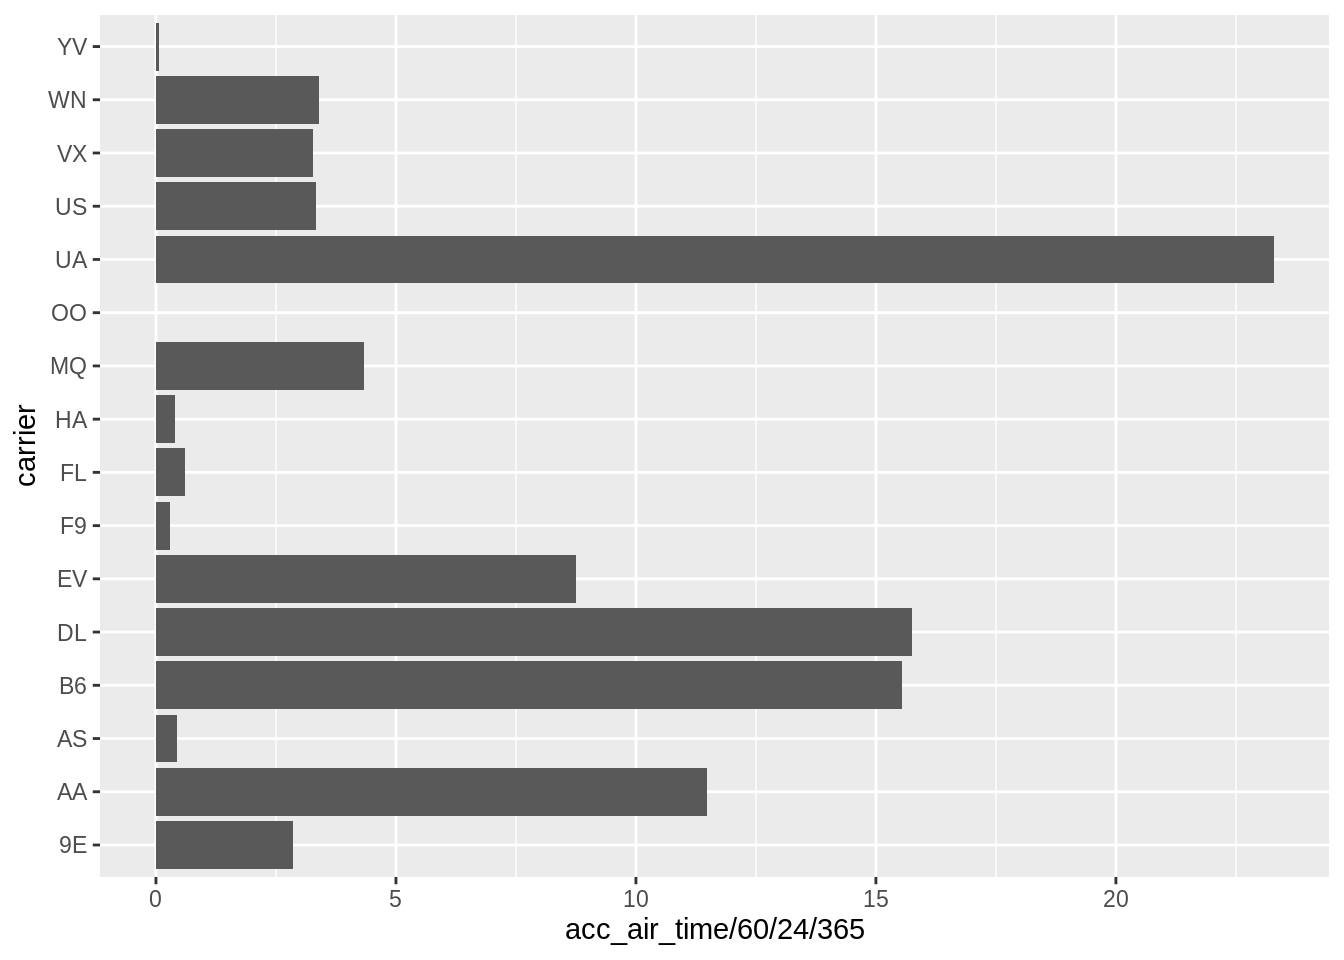 YV
WN
VX
US
UA
OO
MQ
HA
FL
F9
EV
DL
B6
AS
AA
9E
carrier
0 5 10 15 20
acc_air_time/60/24/365